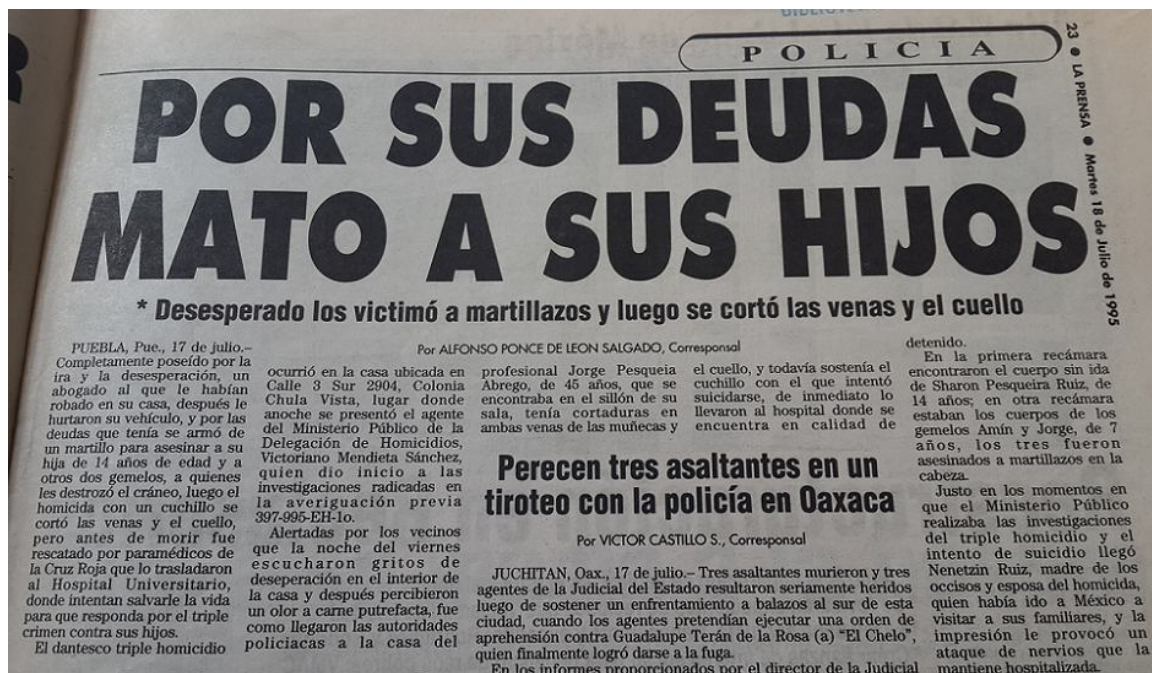 POLICIA
23 ● LA PRENSA ● Martes 18 de Julio de 1995
POR SUS DEUDAS
MATO A SUS HIJOS
* Desesperado los victimó a martillazos y luego se cortó las venas y el cuello
Por ALFONSO PONCE DE LEON SALGADO, Corresponsal
PUEBLA, Pue., 17 de julio.–
Completamente poseído por la
ira y la desesperación, un
abogado al que le habían
robado en su casa, después le
hurtaron su vehículo, y por las
deudas que tenía se armó de
un martillo para asesinar a su
hija de 14 años de edad y a
otros dos gemelos, a quienes
les destrozó el cráneo, luego el
homicida con un cuchillo se
cortó las venas y el cuello,
pero antes de morir fue
rescatado por paramédicos de
la Cruz Roja que lo trasladaron
al Hospital Universitario,
donde intentan salvarle la vida
para que responda por el triple
crimen contra sus hijos.
El dantesco triple homicidio
ocurrió en la casa ubicada en
Calle 3 Sur 2904, Colonia
Chula Vista, lugar donde
anoche se presentó el agente
del Ministerio Público de la
Delegación de Homicidios,
Victoriano Mendieta Sánchez,
quien dio inicio a las
investigaciones radicadas en
la averiguación previa
397-995-EH-1o.
Alertadas por los vecinos
que la noche del viernes
escucharon gritos de
deseperación en el interior de
la casa y después percibieron
un olor a carne putrefacta, fue
como llegaron las autoridades
policiacas a la casa del
profesional Jorge Pesqueia
Abrego, de 45 años, que se
encontraba en el sillón de su
sala, tenía cortaduras en
ambas venas de las muñecas y
el cuello, y todavía sostenía el
cuchillo con el que intentó
suicidarse, de inmediato lo
llevaron al hospital donde se
encuentra en calidad de
detenido.
En la primera recámara
encontraron el cuerpo sin ida
de Sharon Pesqueira Ruiz, de
14 años; en otra recámara
estaban los cuerpos de los
gemelos Amín y Jorge, de 7
años, los tres fueron
asesinados a martillazos en la
cabeza.
Justo en los momentos en
que el Ministerio Público
realizaba las investigaciones
del triple homicidio y el
intento de suicidio llegó
Nenetzin Ruiz, madre de los
occisos y esposa del homicida,
quien había ido a México a
visitar a sus familiares, y la
impresión le provocó un
ataque de nervios que la
mantiene hospitalizada.
Perecen tres asaltantes en un
tiroteo con la policía en Oaxaca
Por VICTOR CASTILLO S., Corresponsal
JUCHITAN, Oax., 17 de julio.– Tres asaltantes murieron y tres
agentes de la Judicial del Estado resultaron seriamente heridos
luego de sostener un enfrentamiento a balazos al sur de esta
ciudad, cuando los agentes pretendían ejecutar una orden de
aprehensión contra Guadalupe Terán de la Rosa (a) "El Chelo",
quien finalmente logró darse a la fuga.
En los informes proporcionados por el director de la Judicial